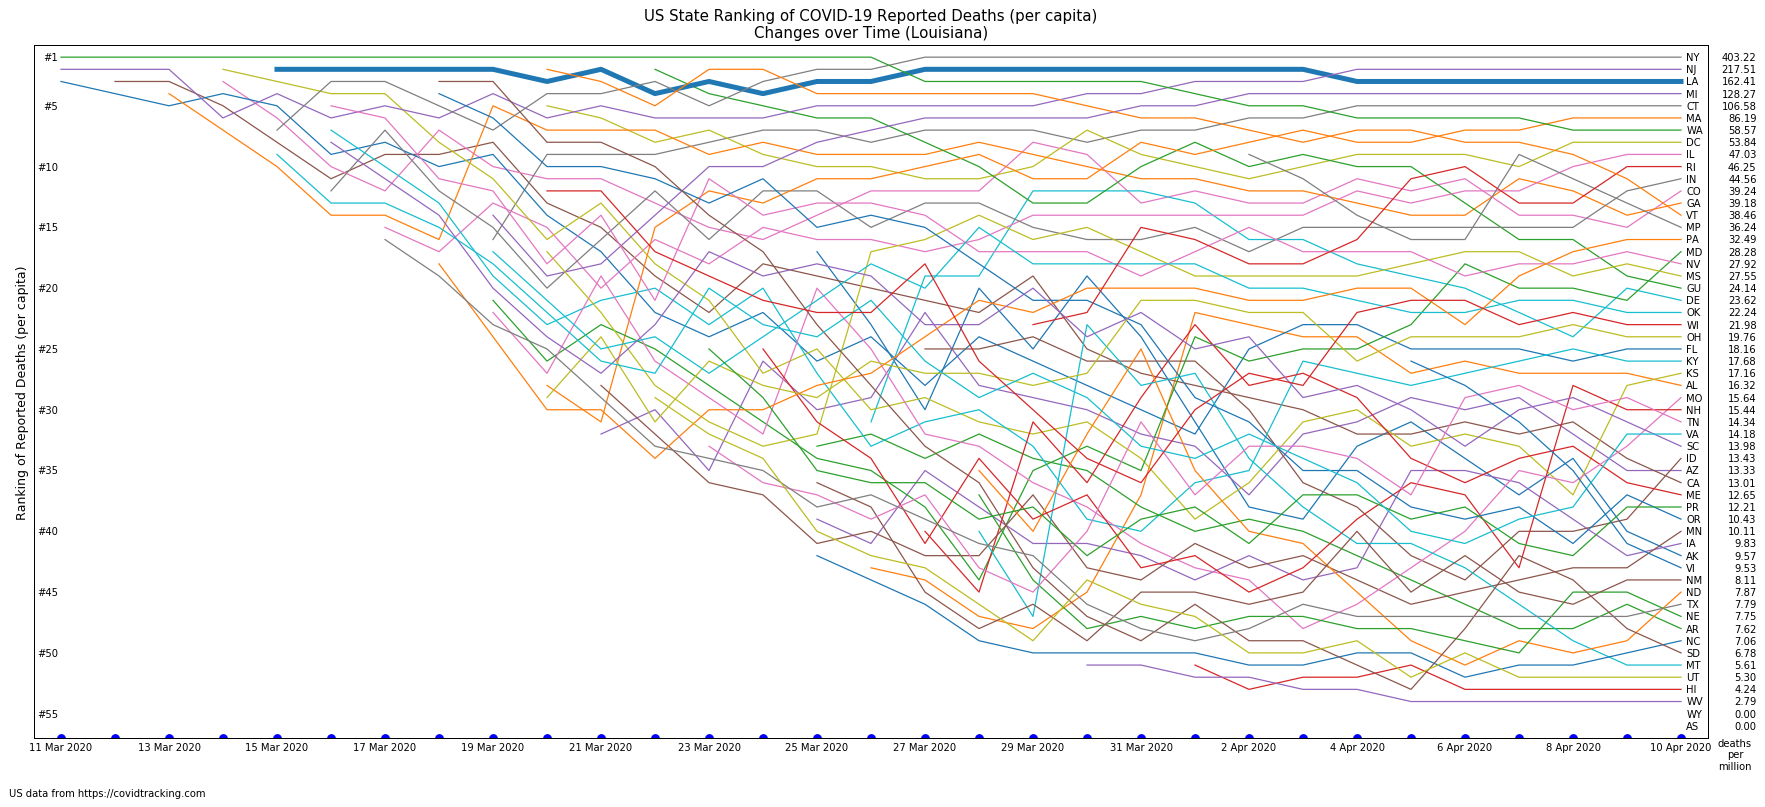 US State Ranking of COVID-19 Reported Deaths (per capita)
Changes over Time (Louisiana)
Ranking of Reported Deaths (per capita)
#1
#5
#10
#15
#20
#25
#30
#35
#40
#45
#50
#55
NY 403.22
NJ 217.51
LA 162.41
MI 128.27
CT 106.58
MA 86.19
WA 58.57
DC 53.84
IL 47.03
RI 46.25
IN 44.56
CO 39.24
GA 39.18
VT 38.46
MP 36.24
PA 32.49
MD 28.28
NV 27.92
MS 27.55
GU 24.14
DE 23.62
OK 22.24
WI 21.98
OH 19.76
FL 18.16
KY 17.68
KS 17.16
AL 16.32
MO 15.64
NH 15.44
TN 14.34
VA 14.18
SC 13.98
ID 13.43
AZ 13.33
CA 13.01
ME 12.65
PR 12.21
OR 10.43
MN 10.11
IA 9.83
AK 9.57
VI 9.53
NM 8.11
ND 7.87
TX 7.79
NE 7.75
AR 7.62
NC 7.06
SD 6.78
MT 5.61
UT 5.30
HI 4.24
WV 2.79
WY 0.00
AS 0.00
11 Mar 2020 13 Mar 2020 15 Mar 2020 17 Mar 2020 19 Mar 2020 21 Mar 2020 23 Mar 2020 25 Mar 2020 27 Mar 2020 29 Mar 2020 31 Mar 2020 2 Apr 2020 4 Apr 2020 6 Apr 2020 8 Apr 2020 10 Apr 2020
deaths
per
million
US data from https://covidtracking.com